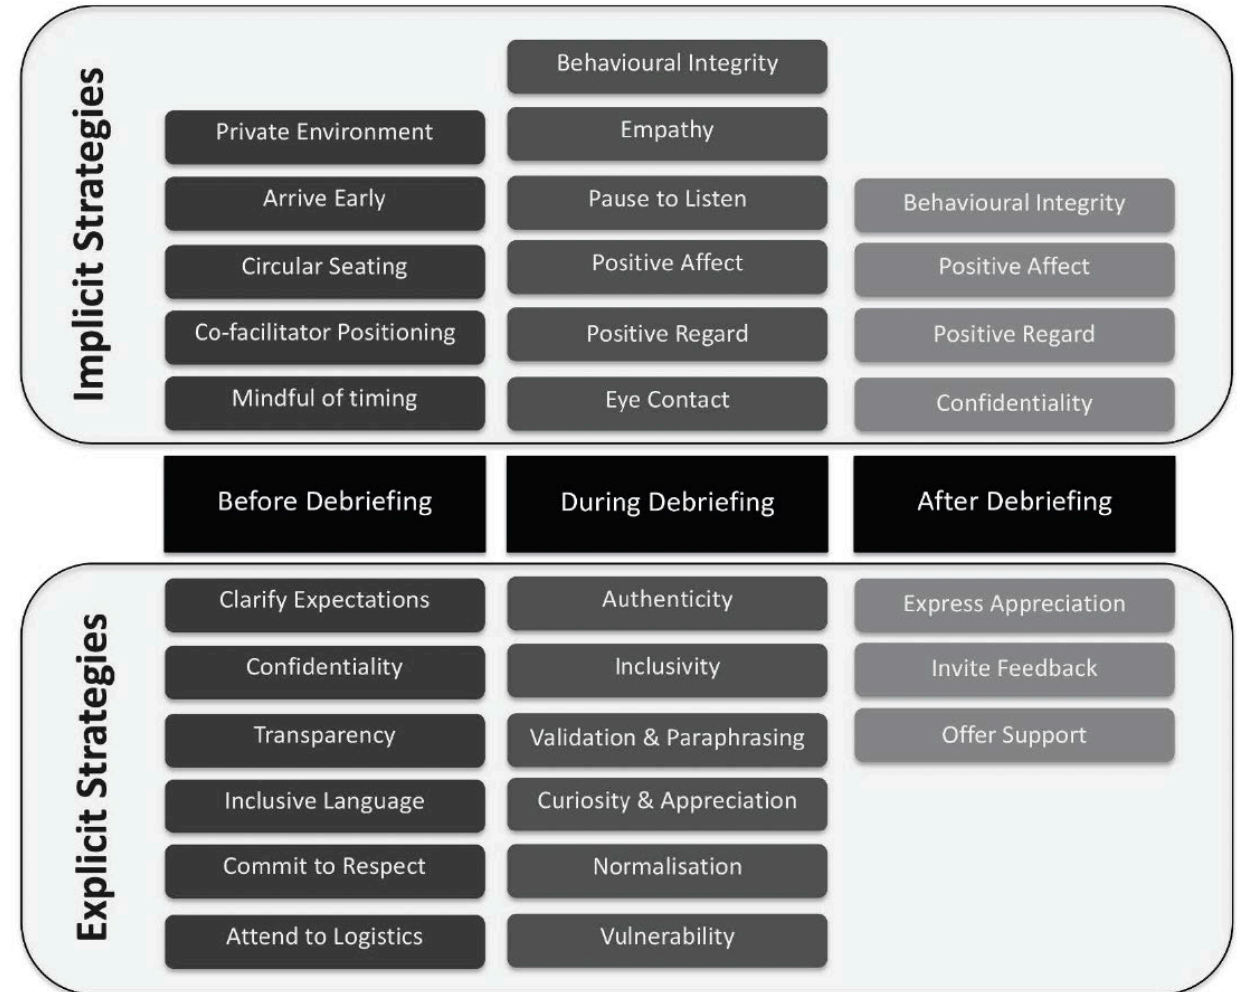 Implicit Strategies
Private Environment
Arrive Early
Circular Seating
Co-facilitator Positioning
Mindful of timing
Behavioural Integrity
Empathy
Pause to Listen
Positive Affect
Positive Regard
Eye Contact
Behavioural Integrity
Positive Affect
Positive Regard
Confidentiality
Before Debriefing
During Debriefing
After Debriefing
Explicit Strategies
Clarify Expectations
Confidentiality
Transparency
Inclusive Language
Commit to Respect
Attend to Logistics
Authenticity
Inclusivity
Validation & Paraphrasing
Curiosity & Appreciation
Normalisation
Vulnerability
Express Appreciation
Invite Feedback
Offer Support